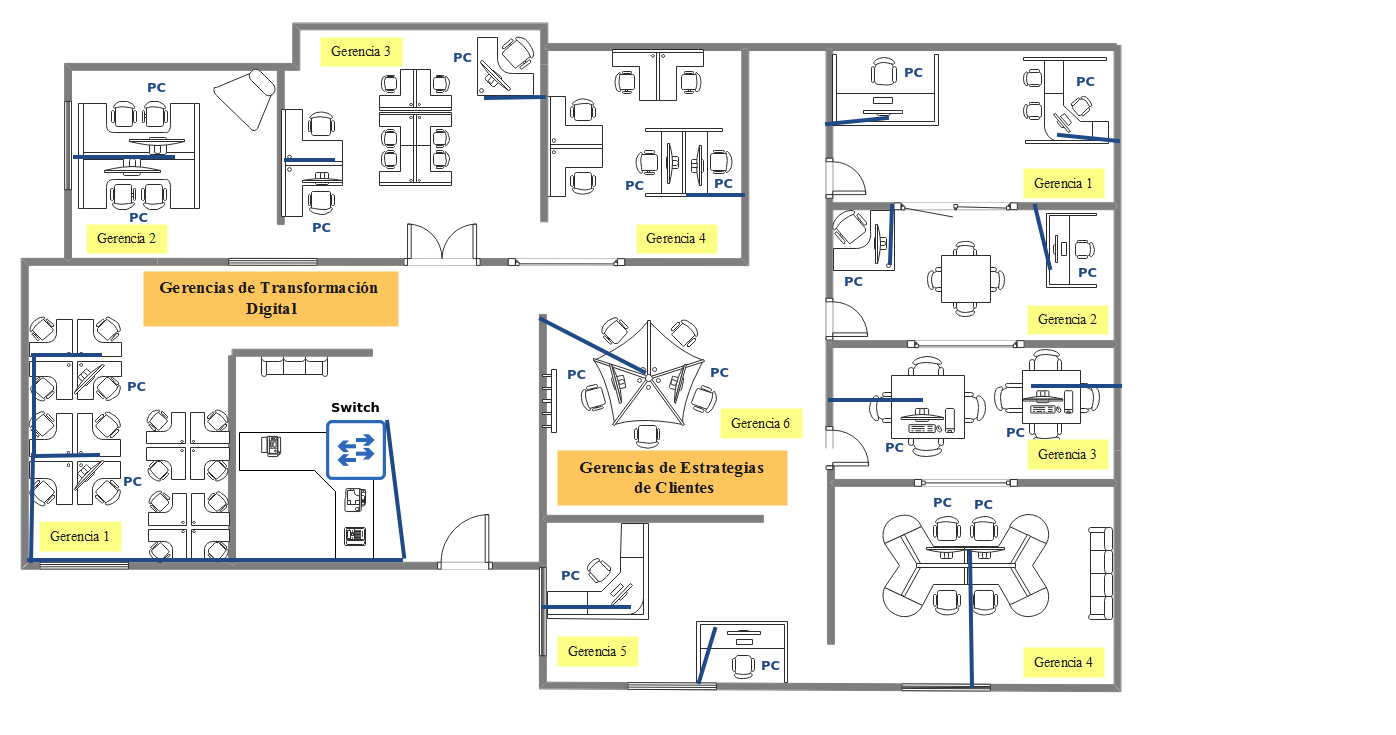 Gerencia 3
PC
PC
PC
PC
PC
PC
PC
PC
PC
Gerencia 2
Gerencia 4
Gerencia 1
Gerencias de Transformación
Digital
PC
PC
Gerencia 2
PC
PC
PC
Switch
Gerencia 6
PC
PC
Gerencia 3
Gerencias de Estrategias
de Clientes
PC
Gerencia 1
PC
PC
PC
Gerencia 5
PC
Gerencia 4